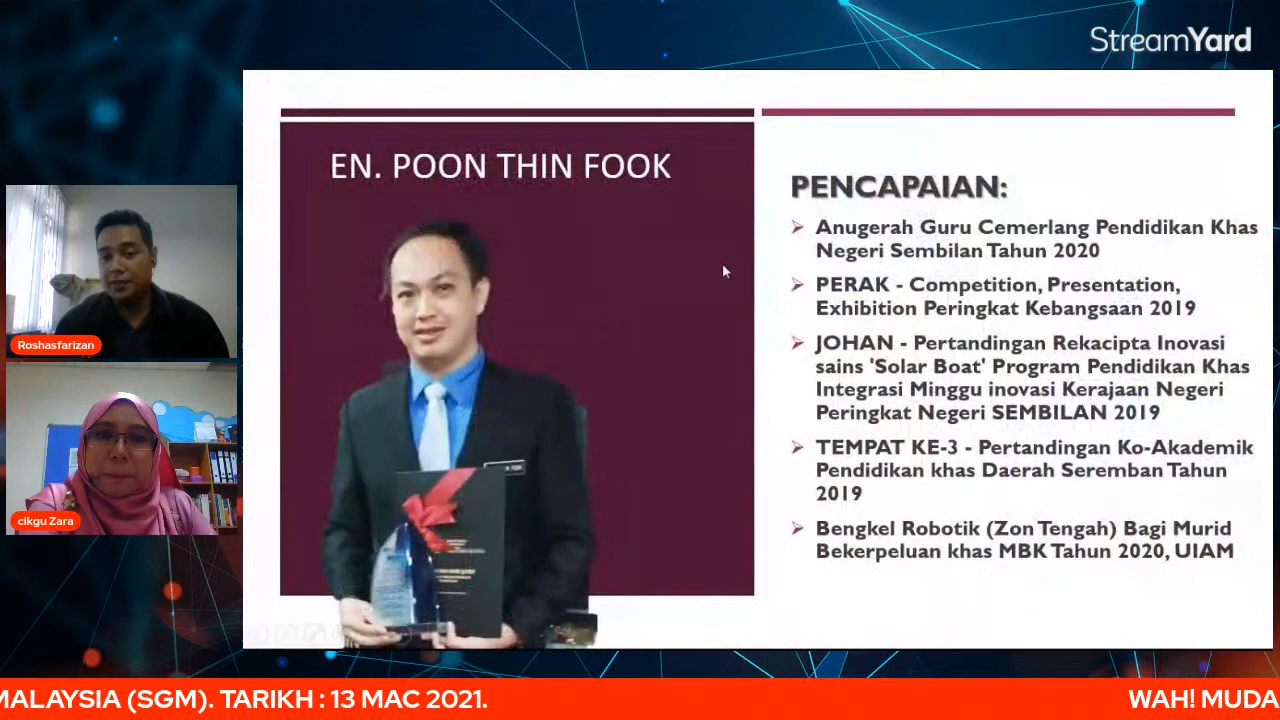 StreamYard
EN. POON THIN FOOK
PENCAPAIAN:
Anugerah Guru Cemerlang Pendidikan Khas
Negeri Sembilan Tahun 2020
PERAK - Competition, Presentation,
Exhibition Peringkat Kebangsaan 2019
JOHAN - Pertandingan Rekacipta Inovasi
sains 'Solar Boat' Program Pendidikan Khas
Integrasi Minggu inovasi Kerajaan Negeri
Peringkat Negeri SEMBILAN 2019
TEMPAT KE-3 - Pertandingan Ko-Akademik
Pendidikan khas Daerah Seremban Tahun
2019
Bengkel Robotik (Zon Tengah) Bagi Murid
Bekerpeluan khas MBK Tahun 2020, UIAM
Roshasfarizan
cikgu Zara
MALAYSIA (SGM). TARIKH : 13 MAC 2021.
WAH! MUDA